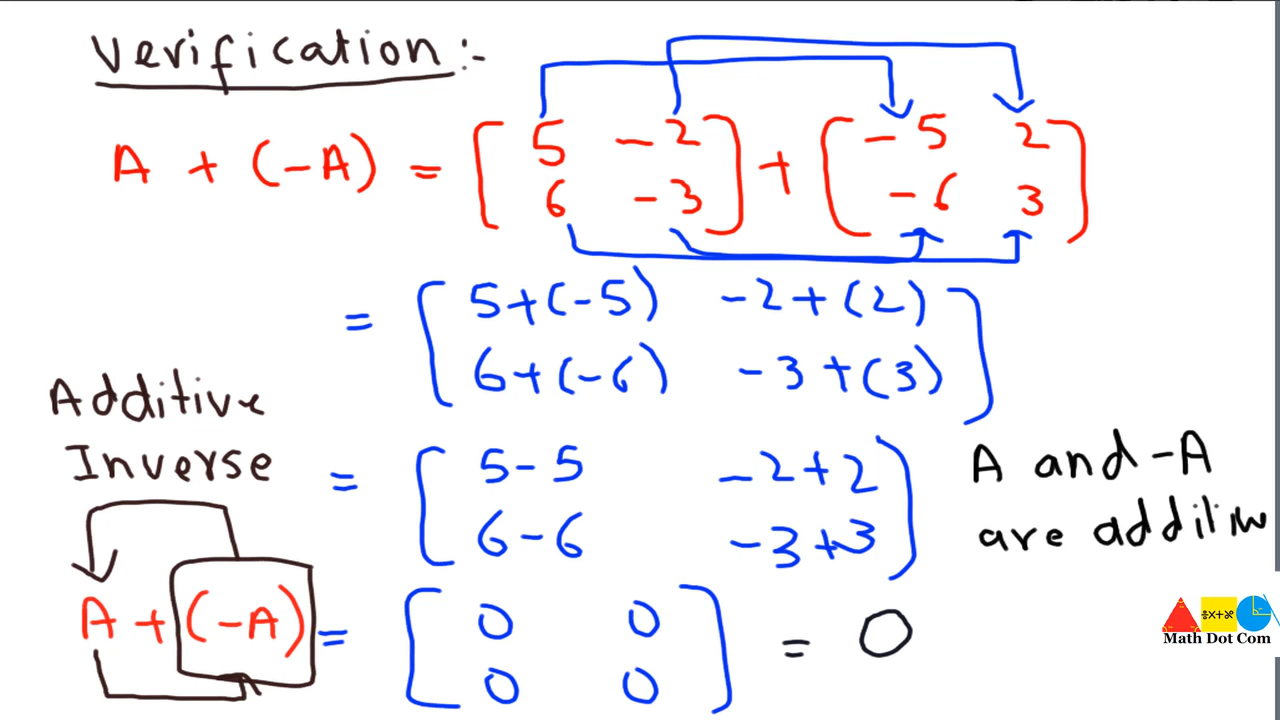 Verification :-
A + (-A) = [ 5 -2 ] + [ -5 2 ]
6 -3 -6 3
= [ 5+(-5) -2+(2) ]
6+(-6) -3+(3)
Additive
Inverse
= [ 5-5 -2+2 ]
6-6 -3+3
A and -A
are additive
A + (-A) = [ 0 0 ] = 0
0 0
Math Dot Com